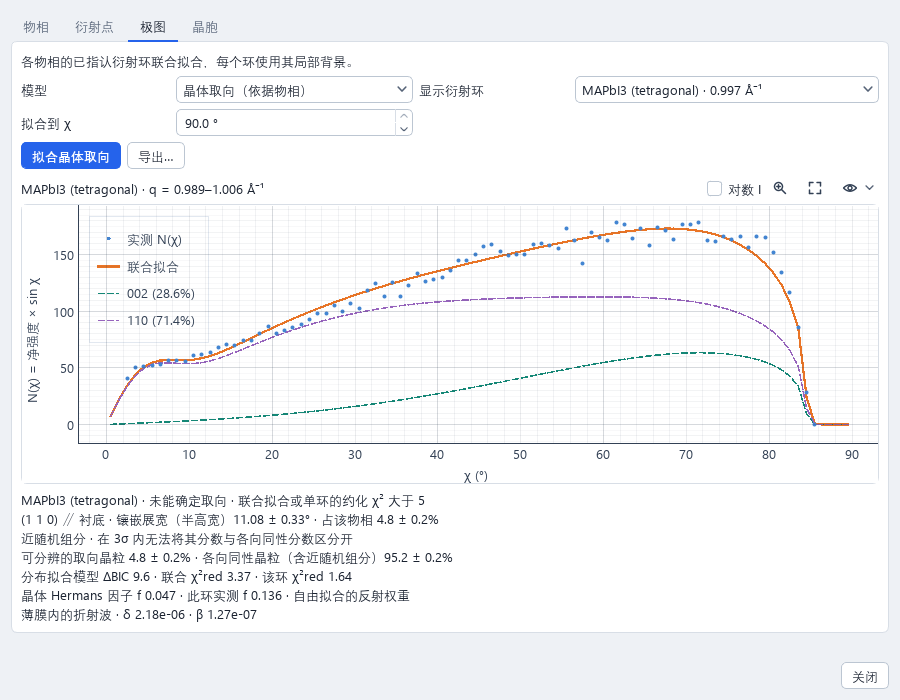 物相 衍射点 极图 晶胞
各物相的已指认衍射环联合拟合．每个环使用其局部背景。
模型 晶体取向（依据物相） 显示衍射环 MAPbI3 (tetragonal) · 0.997 Å⁻¹
拟合到 χ 90.0 °
拟合晶体取向 导出...
MAPbI3 (tetragonal) · q = 0.989–1.006 Å⁻¹ 对数 I
实测 N(χ)
联合拟合
002 (28.6%)
110 (71.4%)
N(χ) = 净强度 × sin χ
150
100
50
0
0 10 20 30 40 50 60 70 80 90
χ (°)
MAPbI3 (tetragonal) · 未能确定取向 · 联合拟合或单环的约化 χ² 大于 5
(1 1 0) ∥ 衬底 · 镶嵌展宽（半高宽）11.08 ± 0.33° · 占该物相 4.8 ± 0.2%
近随机组分 · 在 3σ 内无法将其分数与各向同性分数区分开
可分辨的取向晶粒 4.8 ± 0.2% · 各向同性晶粒（含近随机组分）95.2 ± 0.2%
分布拟合模型 ΔBIC 9.6 · 联合 χ²red 3.37 · 该环 χ²red 1.64
晶体 Hermans 因子 f 0.047 · 此环实测 f 0.136 · 自由拟合的反射权重
薄膜内的折射波 · δ 2.18e-06 · β 1.27e-07
关闭